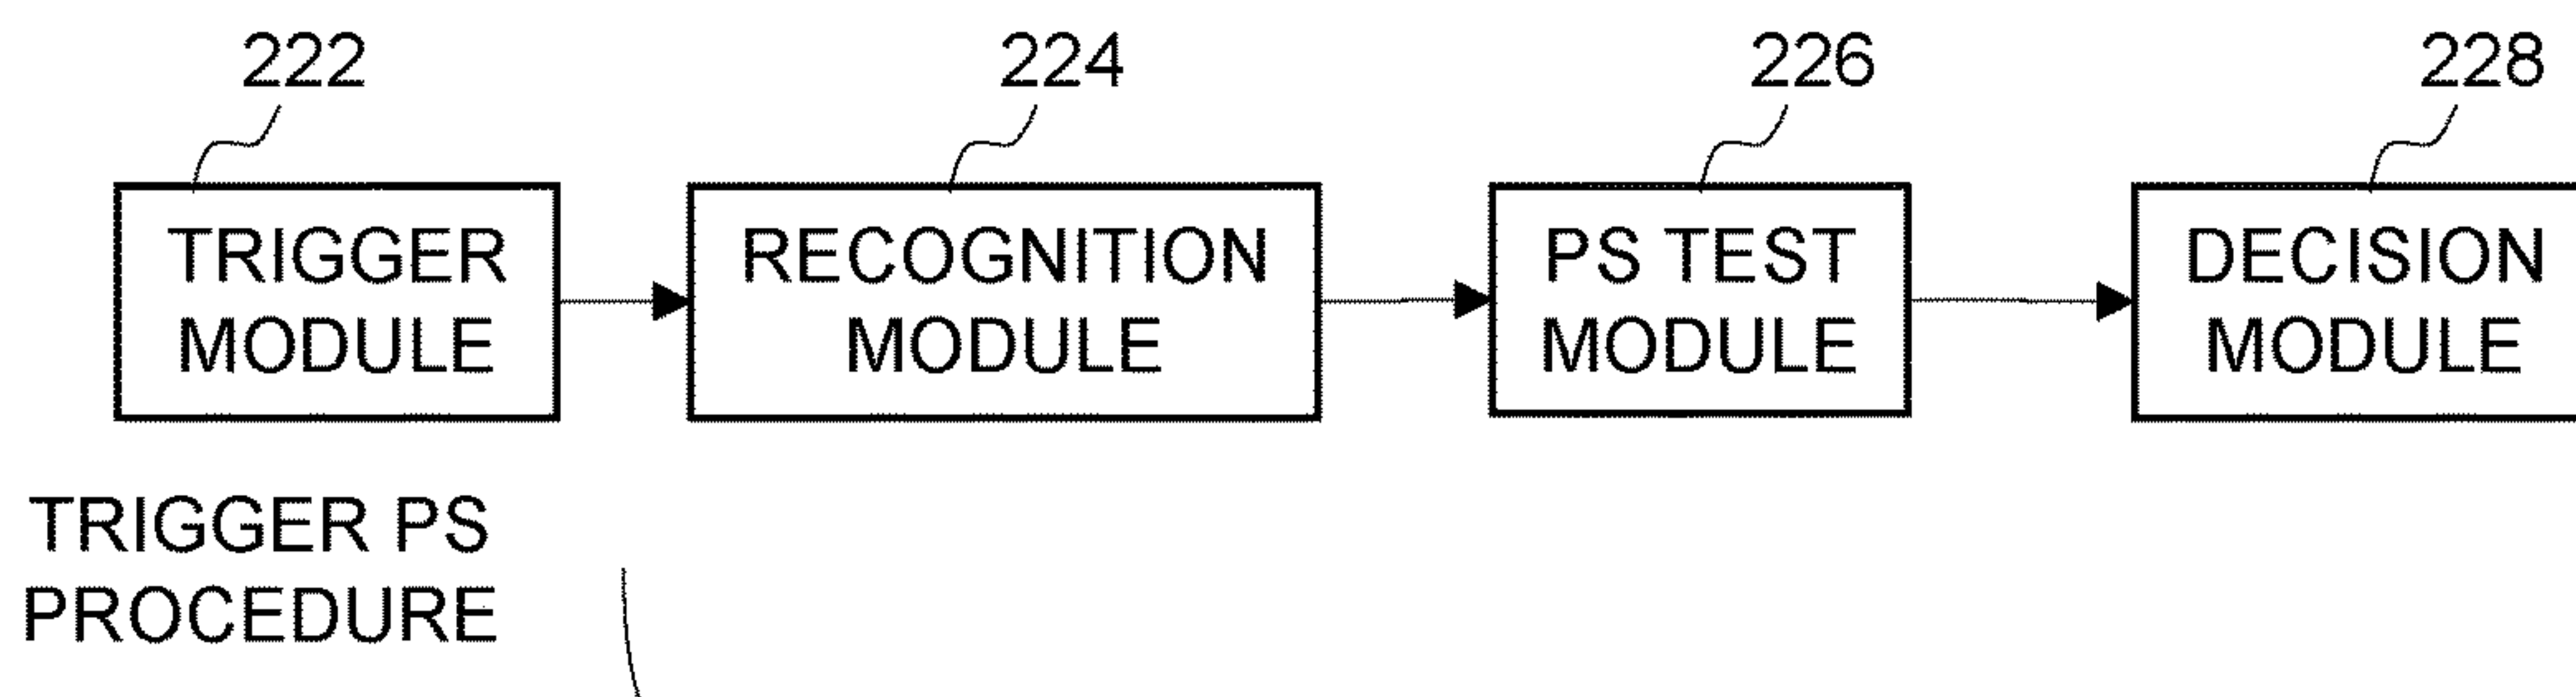 222
224
226
228
TRIGGER
MODULE
RECOGNITION
MODULE
PS TEST
MODULE
DECISION
MODULE
TRIGGER PS
PROCEDURE